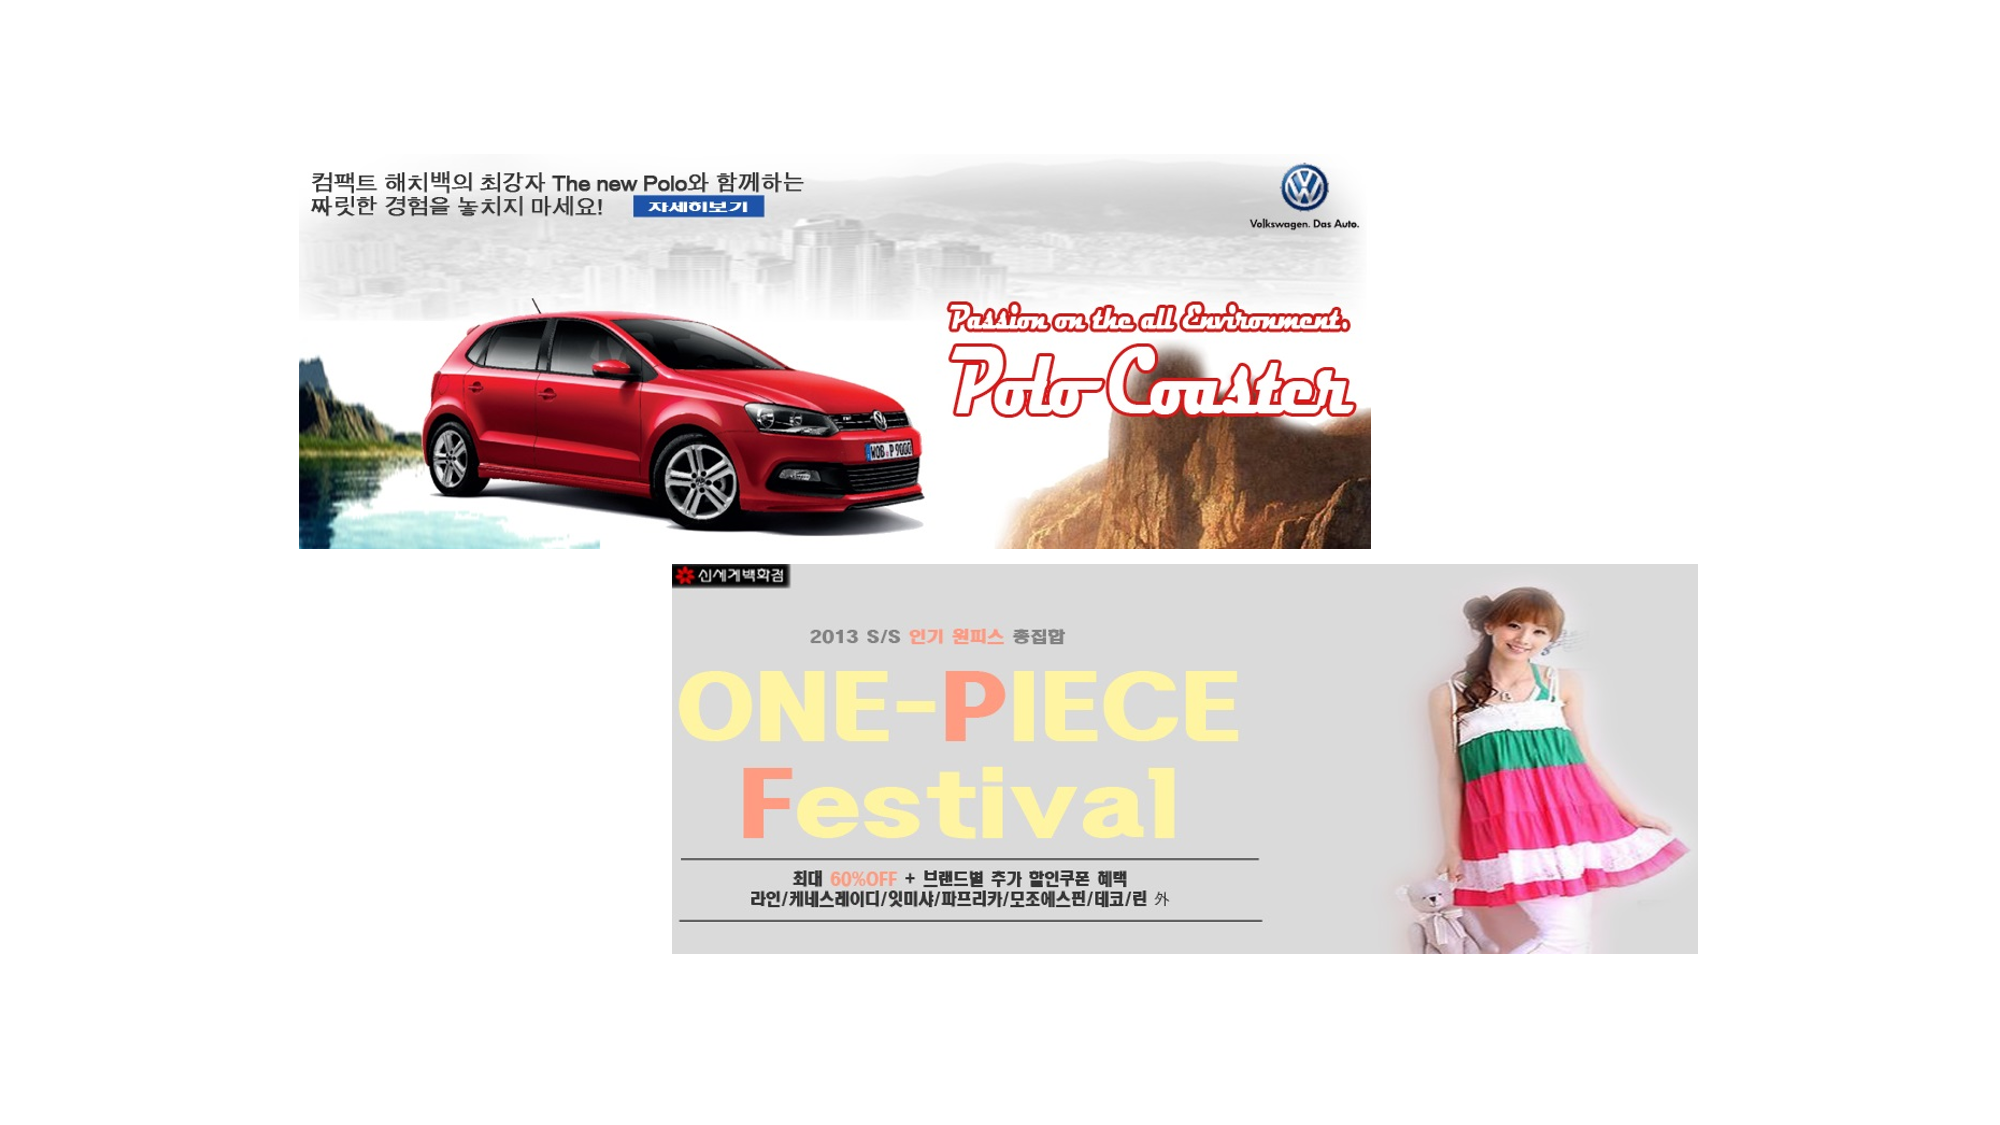 컴팩트 해치백의 최강자 The new Polo와 함께하는
짜릿한 경험을 놓치지 마세요!
자세히보기
Volkswagen. Das Auto.
Passion on the all Environment.
Polo Coaster
WOB P 9000
신세계백화점
2013 S/S 인기 원피스 총집합
ONE-PIECE
Festival
최대 60%OFF + 브랜드별 추가 할인쿠폰 혜택
라인/케네스레이디/잇미샤/파프리카/모조에스핀/데코/린 外